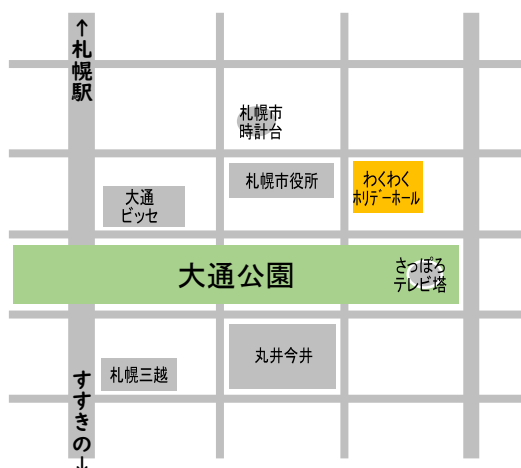 ↑札幌駅
札幌市
時計台
札幌市役所
わくわく
ホリデーホール
大通
ビッセ
大通公園
さっぽろ
テレビ塔
丸井今井
札幌三越
すすきの↓